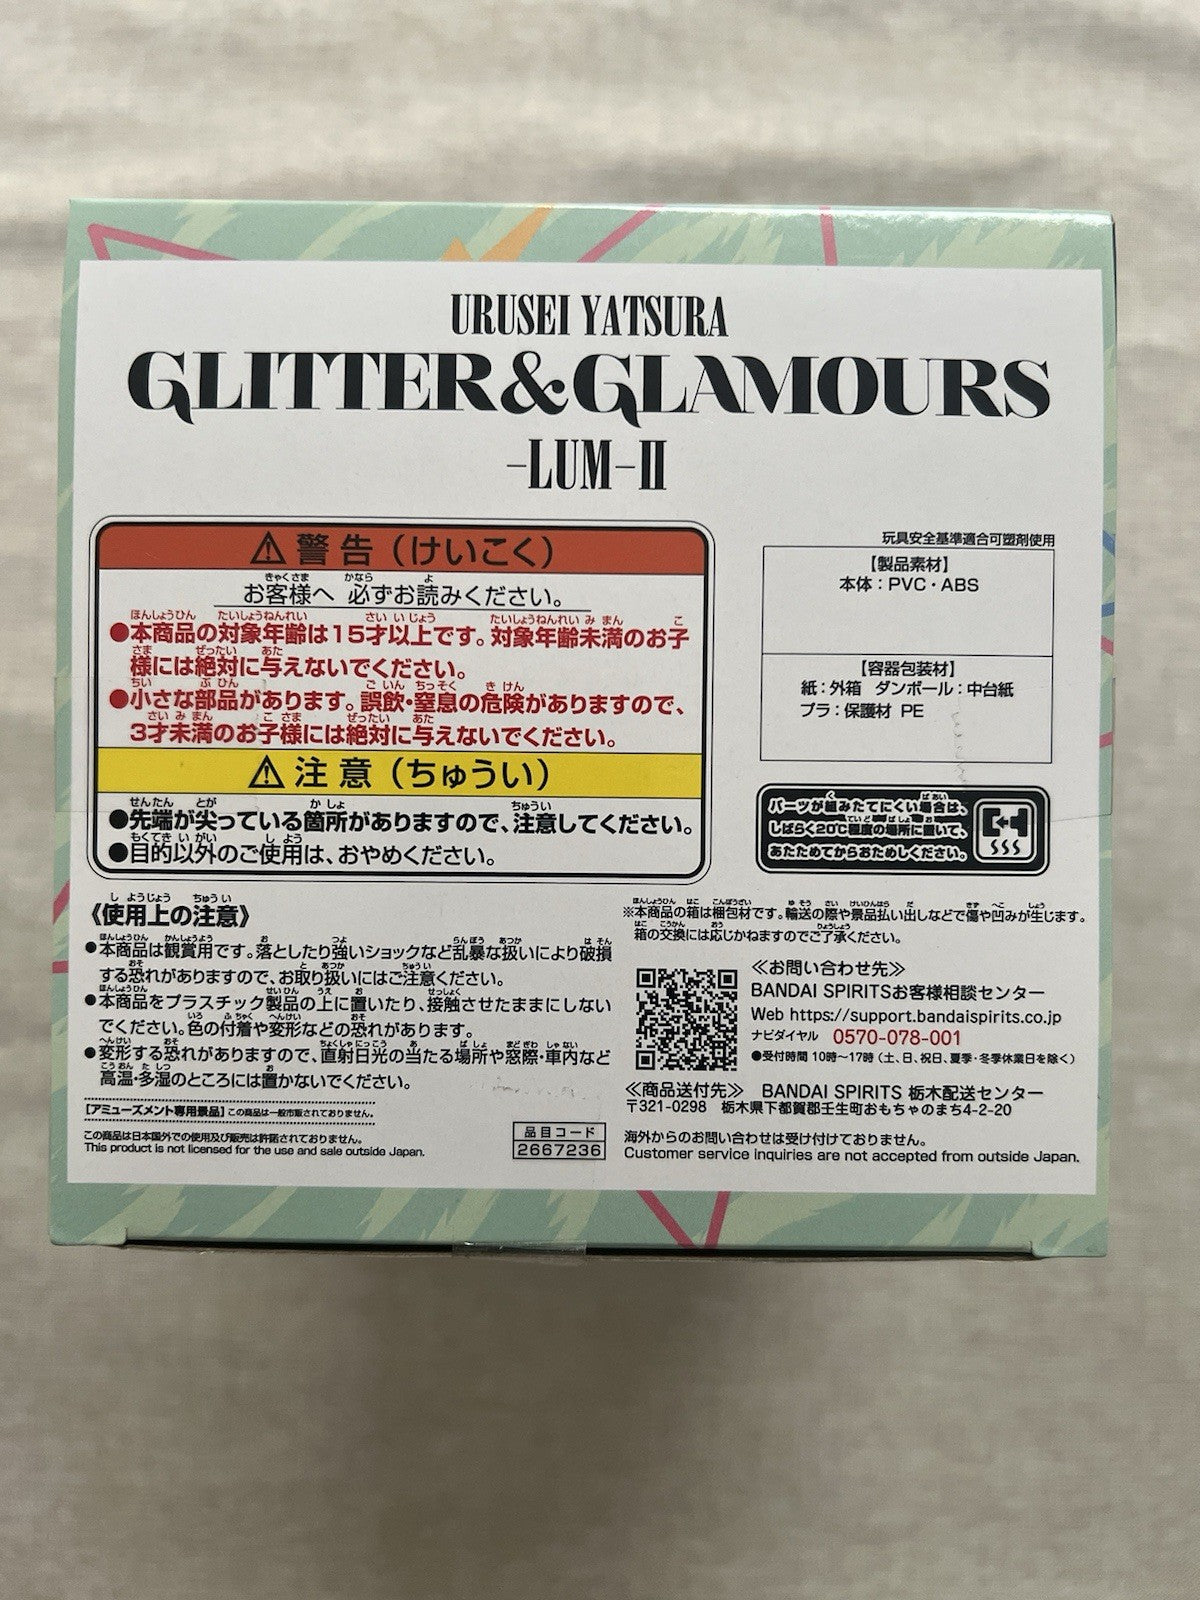 URUSEI YATSURA
GLITTER&GLAMOURS
-LUM-II
⚠警告（けいこく）
お客様へ 必ずお読みください。
●本商品の対象年齢は15才以上です。対象年齢未満のお子
様には絶対に与えないでください。
●小さな部品があります。誤飲・窒息の危険がありますので、
3才未満のお子様には絶対に与えないでください。
⚠注意（ちゅうい）
●先端が尖っている箇所がありますので、注意してください。
●目的以外のご使用は、おやめください。
玩具安全基準適合可塑剤使用
【製品素材】
本体：PVC・ABS
【容器包装材】
紙：外箱 ダンボール：中台紙
プラ：保護材 PE
パーツが組みたてにくい場合は、
しばらく20℃程度の場所に置いて、
あたためてからおためしください。
《使用上の注意》
●本商品は観賞用です。落としたり強いショックなど乱暴な扱いにより破損
する恐れがありますので、お取り扱いにはご注意ください。
●本商品をプラスチック製品の上に置いたり、接触させたままにしない
でください。色の付着や変形などの恐れがあります。
●変形する恐れがありますので、直射日光の当たる場所や窓際・車内など
高温・多湿のところには置かないでください。
【アミューズメント専用景品】この商品は一般市販されておりません。
この商品は日本国外での使用及び販売は許諾されておりません。
This product is not licensed for the use and sale outside Japan.
品目コード
2667236
※本商品の箱は梱包材です。輸送の際や景品払い出しなどで傷や凹みが生じます。
箱の交換には応じかねますのでご了承ください。
≪お問い合わせ先≫
BANDAI SPIRITSお客様相談センター
Web https://support.bandaispirits.co.jp
ナビダイヤル 0570-078-001
●受付時間 10時～17時（土、日、祝日、夏季・冬季休業日を除く）
≪商品送付先≫ BANDAI SPIRITS 栃木配送センター
〒321-0298 栃木県下都賀郡壬生町おもちゃのまち4-2-20
海外からのお問い合わせは受け付けておりません。
Customer service inquiries are not accepted from outside Japan.